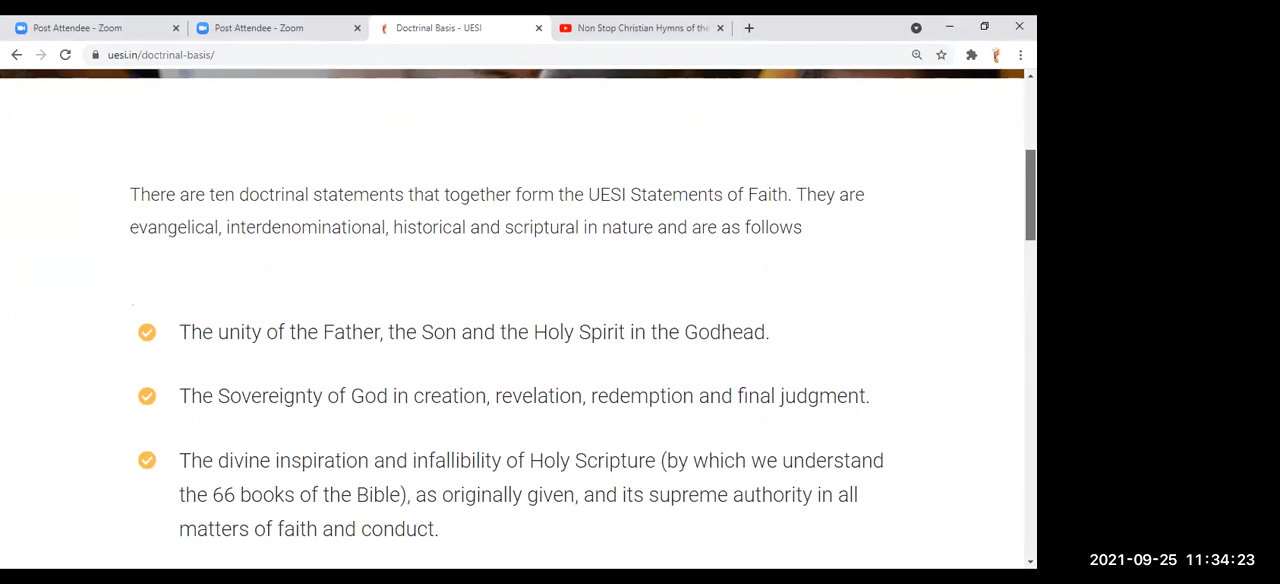 Post Attendee - Zoom
Post Attendee - Zoom
Doctrinal Basis - UESI
Non Stop Christian Hymns of the
uesi.in/doctrinal-basis/
There are ten doctrinal statements that together form the UESI Statements of Faith. They are
evangelical, interdenominational, historical and scriptural in nature and are as follows
The unity of the Father, the Son and the Holy Spirit in the Godhead.
The Sovereignty of God in creation, revelation, redemption and final judgment.
The divine inspiration and infallibility of Holy Scripture (by which we understand
the 66 books of the Bible), as originally given, and its supreme authority in all
matters of faith and conduct.
2021-09-25 11:34:23